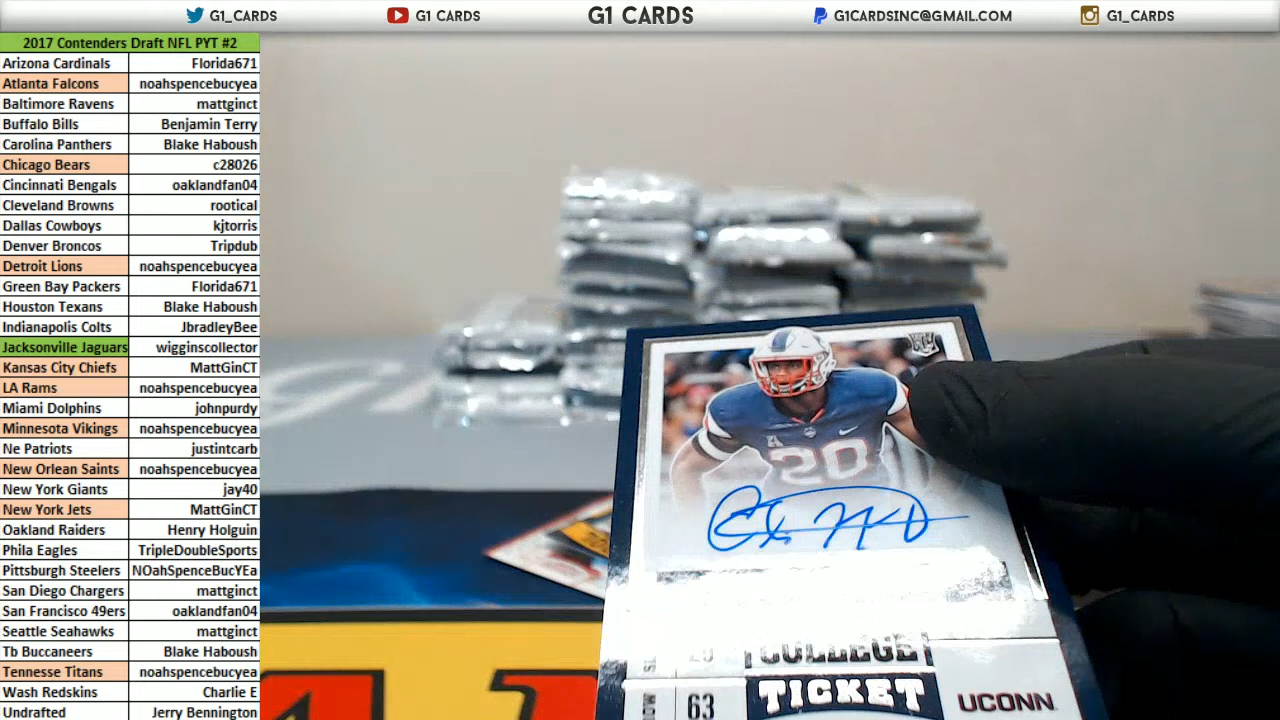 G1_CARDS G1 CARDS G1 CARDS G1CARDSINC@GMAIL.COM G1_CARDS
2017 Contenders Draft NFL PYT #2
Arizona Cardinals Florida671
Atlanta Falcons noahspencebucyea
Baltimore Ravens mattginct
Buffalo Bills Benjamin Terry
Carolina Panthers Blake Haboush
Chicago Bears c28026
Cincinnati Bengals oaklandfan04
Cleveland Browns rootical
Dallas Cowboys kjtorris
Denver Broncos Tripdub
Detroit Lions noahspencebucyea
Green Bay Packers Florida671
Houston Texans Blake Haboush
Indianapolis Colts JbradleyBee
Jacksonville Jaguars wigginscollector
Kansas City Chiefs MattGinCT
LA Rams noahspencebucyea
Miami Dolphins johnpurdy
Minnesota Vikings noahspencebucyea
Ne Patriots justintcarb
New Orlean Saints noahspencebucyea
New York Giants jay40
New York Jets MattGinCT
Oakland Raiders Henry Holguin
Phila Eagles TripleDoubleSports
Pittsburgh Steelers NOahSpenceBucYEa
San Diego Chargers mattginct
San Francisco 49ers oaklandfan04
Seattle Seahawks mattginct
Tb Buccaneers Blake Haboush
Tennesse Titans noahspencebucyea
Wash Redskins Charlie E
Undrafted Jerry Bennington
20
COLLEGE
TICKET
63
UCONN